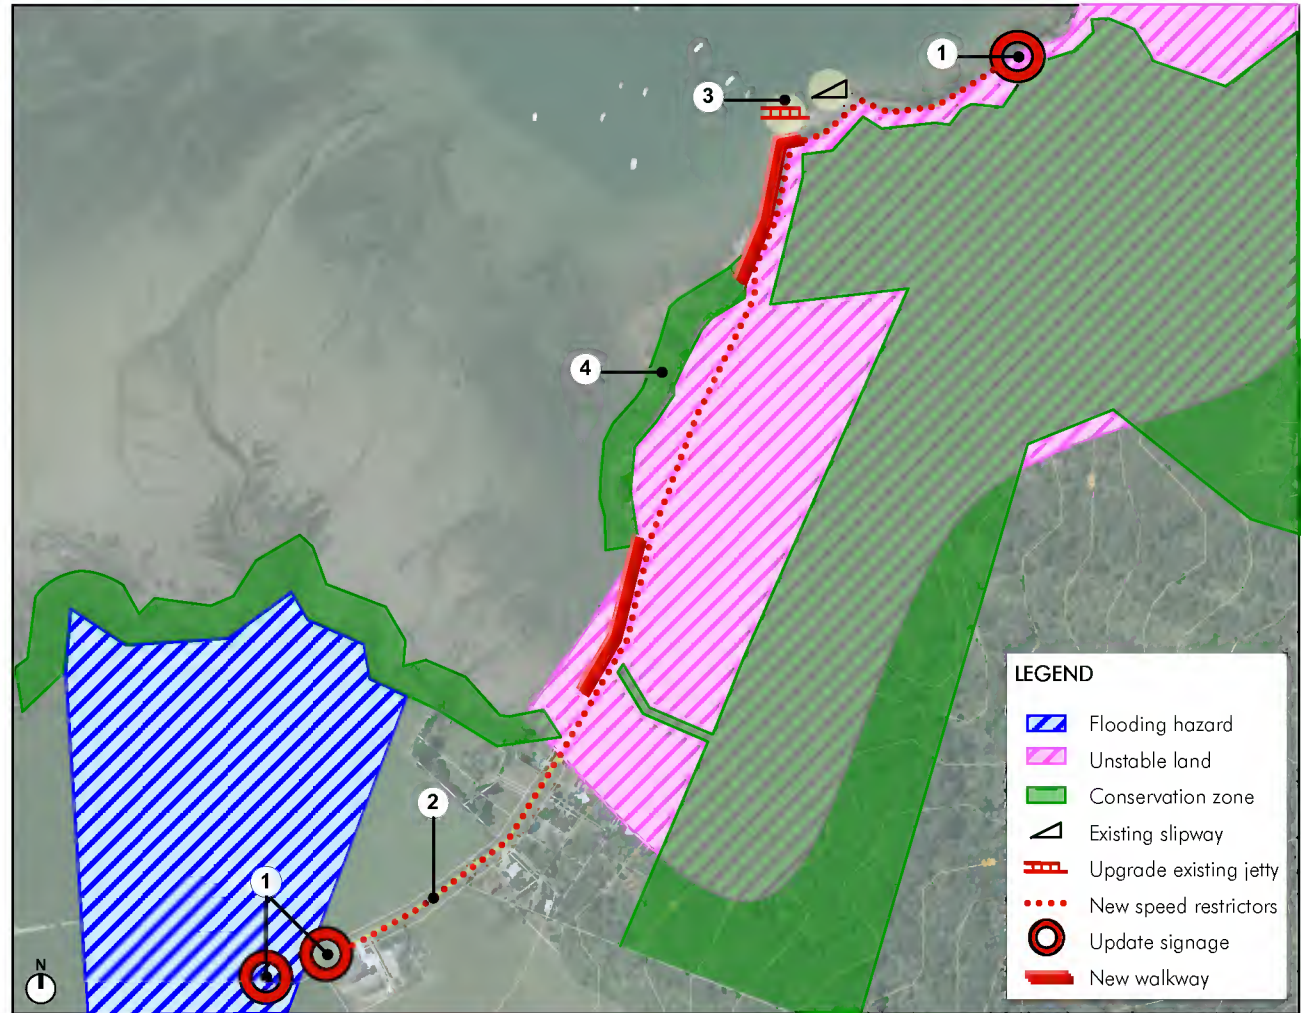 1
3
4
2
1
N
LEGEND
Flooding hazard
Unstable land
Conservation zone
Existing slipway
Upgrade existing jetty
New speed restrictors
Update signage
New walkway